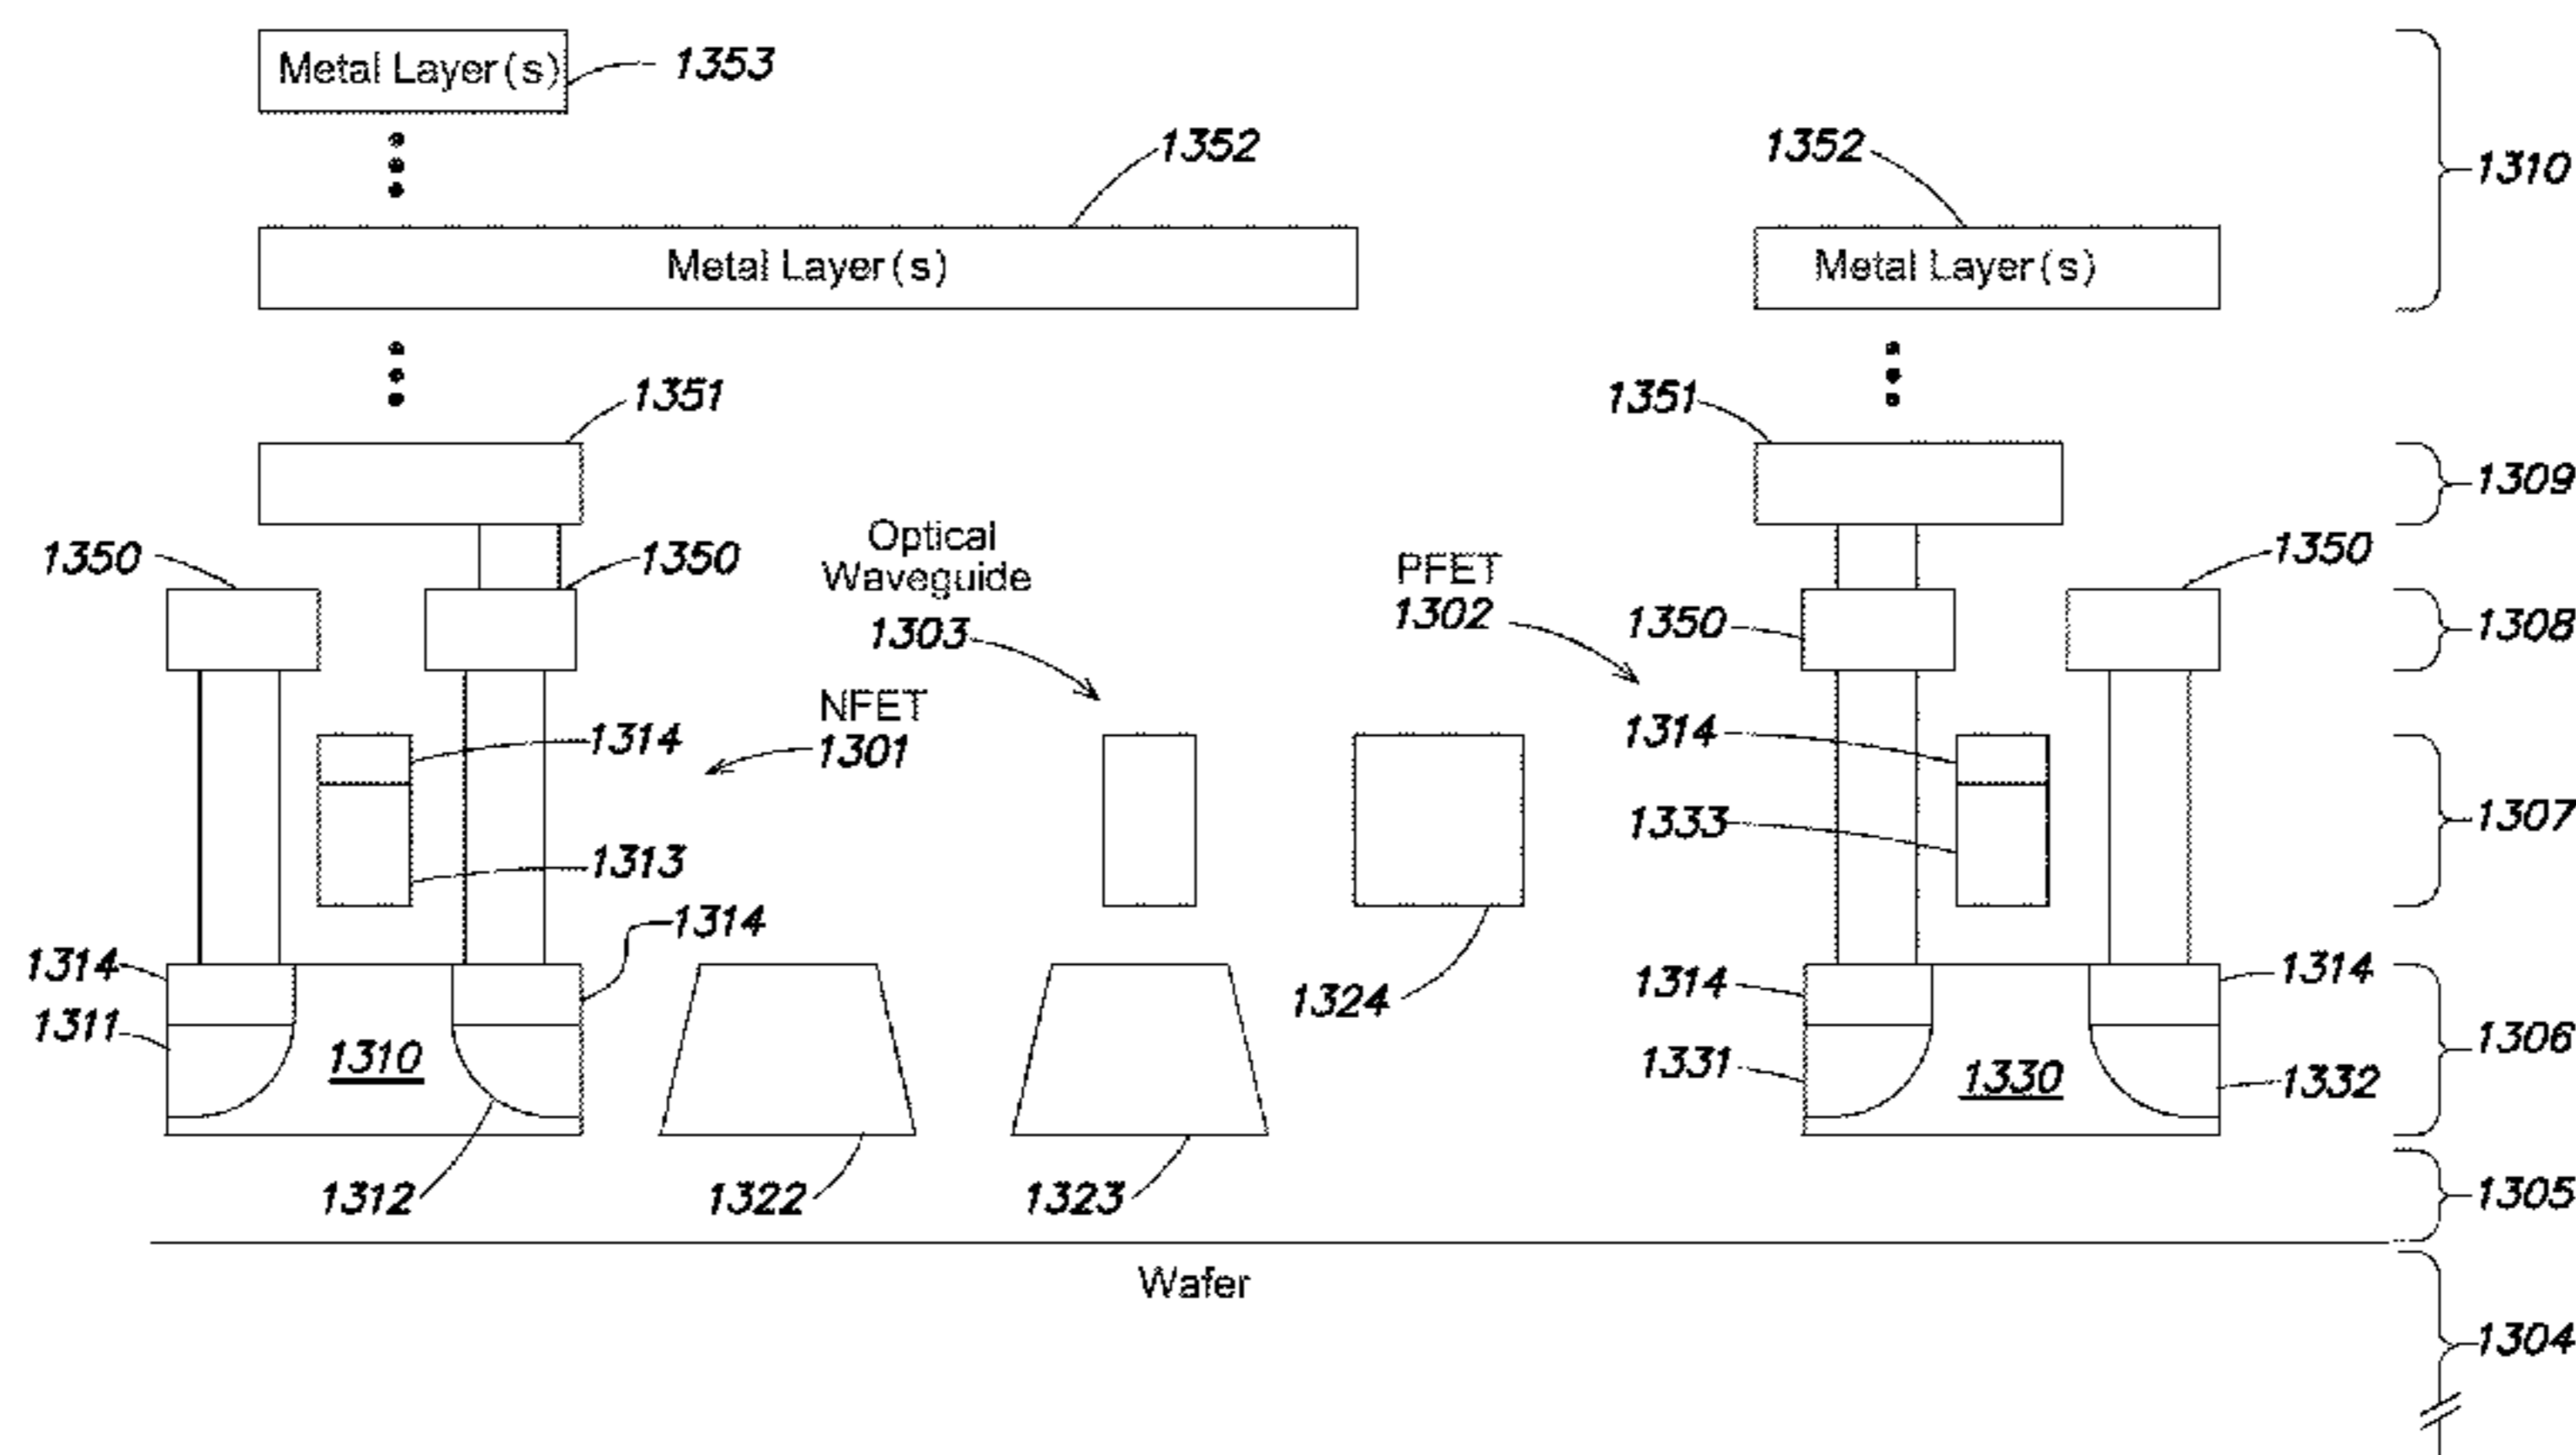 Metal Layer(s) 1353
1352 1352 1310
Metal Layer(s) Metal Layer(s)
1351 1351 1309
Optical
Waveguide
1303
1350 1350 PFET
1302 1350 1350 1308
NFET
1301
1314 1314
1313 1333 1307
1314
1314 1324 1314 1314
1311 1310 1331 1330 1332 1306
1312 1322 1323 1305
Wafer
1304